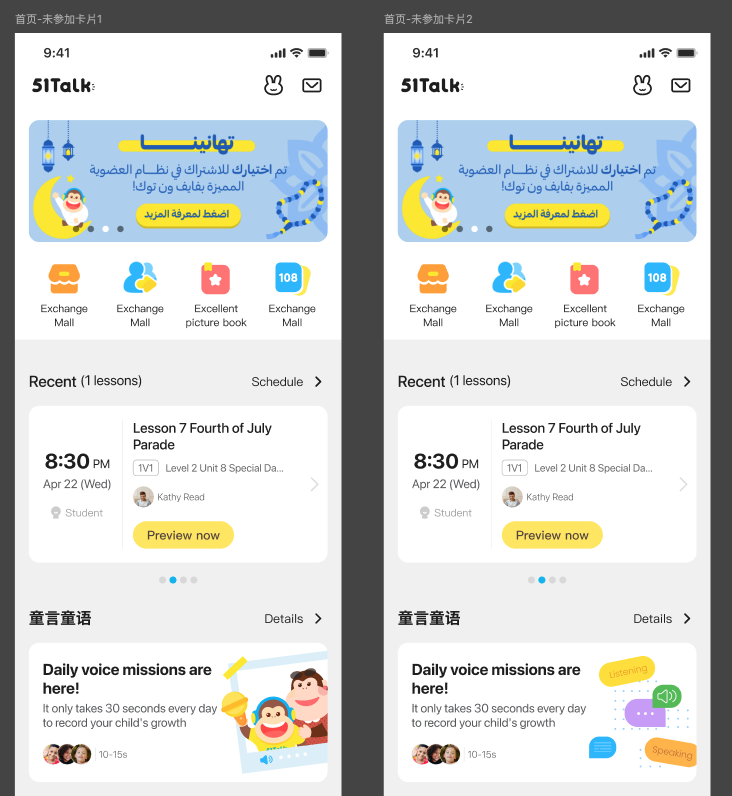 首页-未参加卡片1
9:41
51Talk
تهانينــــــا
تم اختيارك للاشتراك في نظــام العضوية
المميزة بفايف ون توك!
اضغط لمعرفة المزيد
108
Exchange Mall
Exchange Mall
Excellent picture book
Exchange Mall
Recent (1 lessons)
Schedule
8:30 PM
Apr 22 (Wed)
Student
Lesson 7 Fourth of July
Parade
1V1 Level 2 Unit 8 Special Da...
Kathy Read
Preview now
童言童语
Details
Daily voice missions are
here!
It only takes 30 seconds every day
to record your child's growth
10-15s
首页-未参加卡片2
9:41
51Talk
تهانينــــــا
تم اختيارك للاشتراك في نظــام العضوية
المميزة بفايف ون توك!
اضغط لمعرفة المزيد
108
Exchange Mall
Exchange Mall
Excellent picture book
Exchange Mall
Recent (1 lessons)
Schedule
8:30 PM
Apr 22 (Wed)
Student
Lesson 7 Fourth of July
Parade
1V1 Level 2 Unit 8 Special Da...
Kathy Read
Preview now
童言童语
Details
Daily voice missions are
here!
It only takes 30 seconds every day
to record your child's growth
10-15s
Listening
Speaking